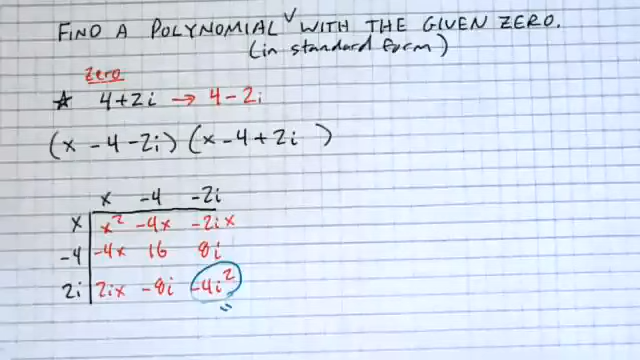 FIND A POLYNOMIAL ✓ WITH THE GIVEN ZERO.
(in standard form)
Zero
☆ 4+2i → 4-2i
(x -4-2i) (x-4+2i )
x -4 -2i
x x² -4x -2ix
-4 -4x 16 8i
2i 2ix -8i -4i²